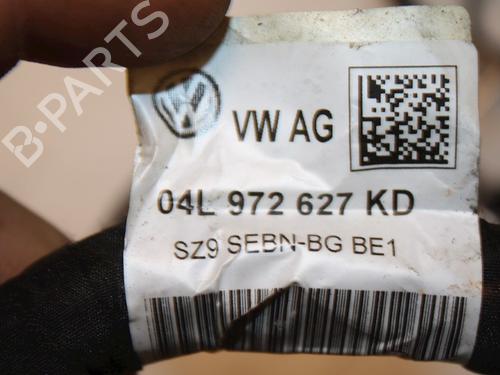 B-PARTS
VW AG
04L 972 627 KD
SZ9 SEBN-BG BE1